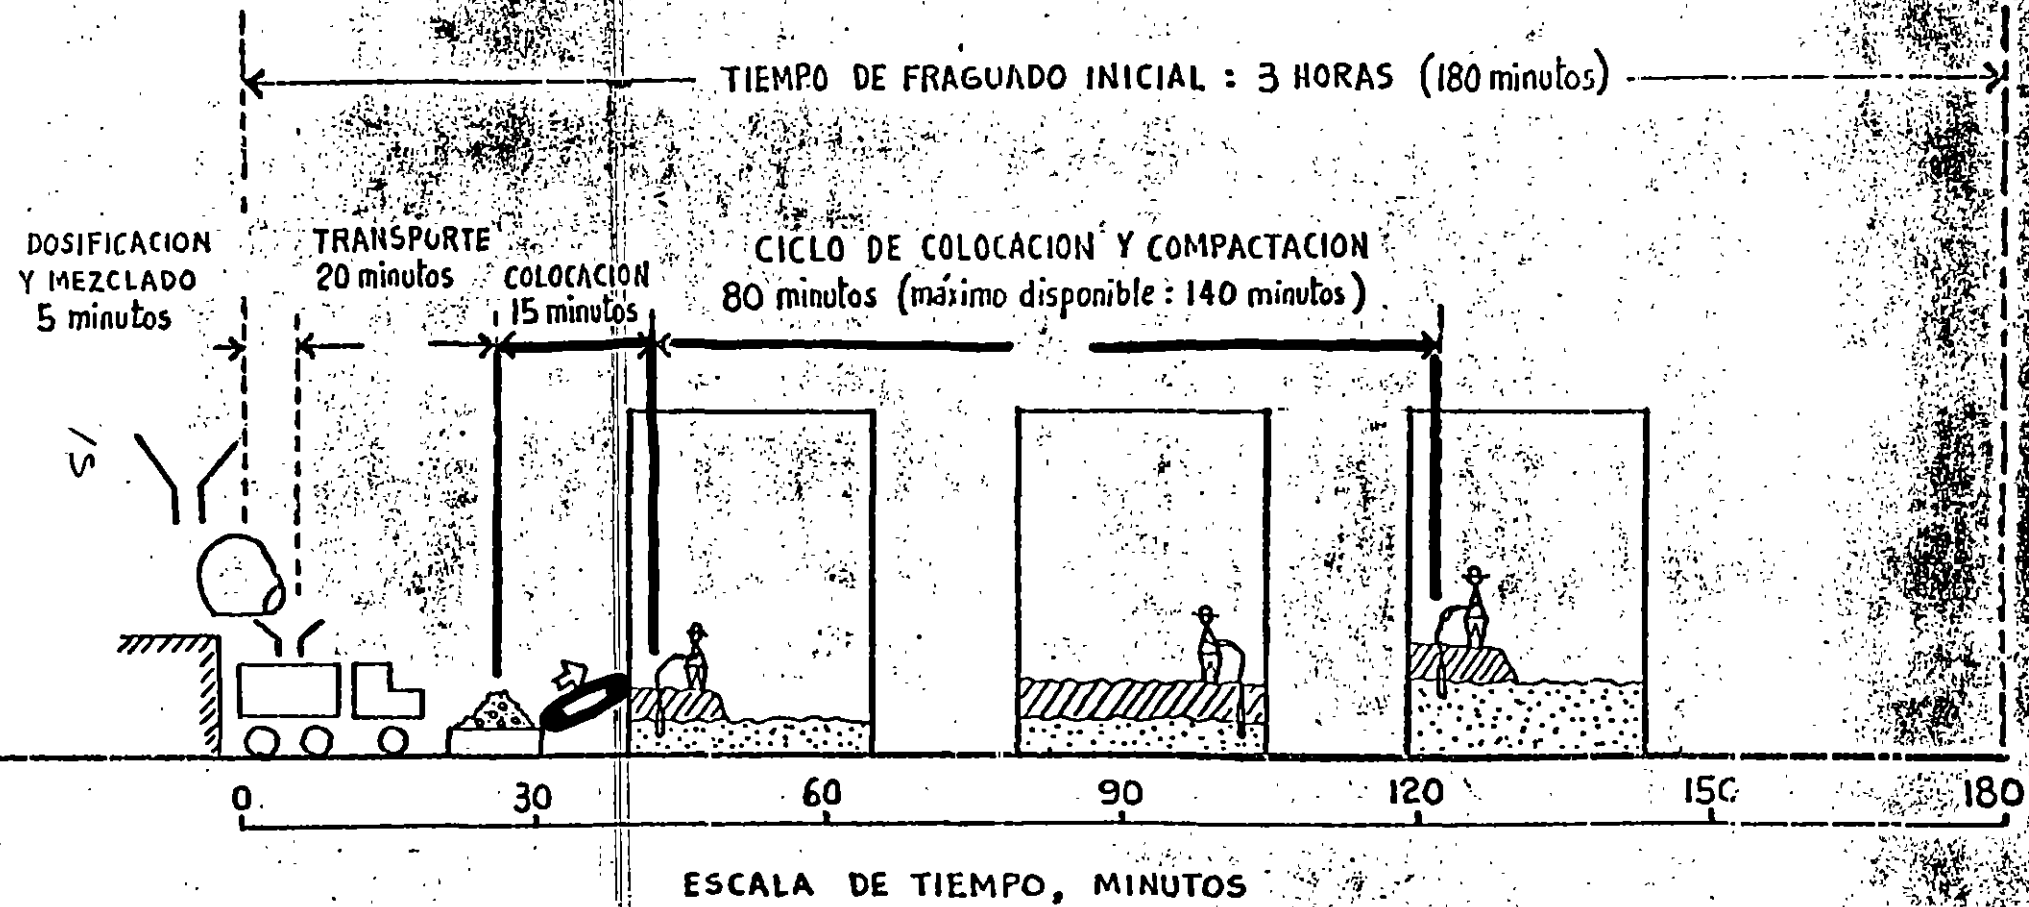 TIEMPO DE FRAGUADO INICIAL : 3 HORAS (180 minutos)
DOSIFICACION
Y MEZCLADO
5 minutos
TRANSPORTE
20 minutos
COLOCACION
15 minutos
CICLO DE COLOCACION Y COMPACTACION
80 minutos (máximo disponible : 140 minutos)
0 30 60 90 120 150 180
ESCALA DE TIEMPO, MINUTOS